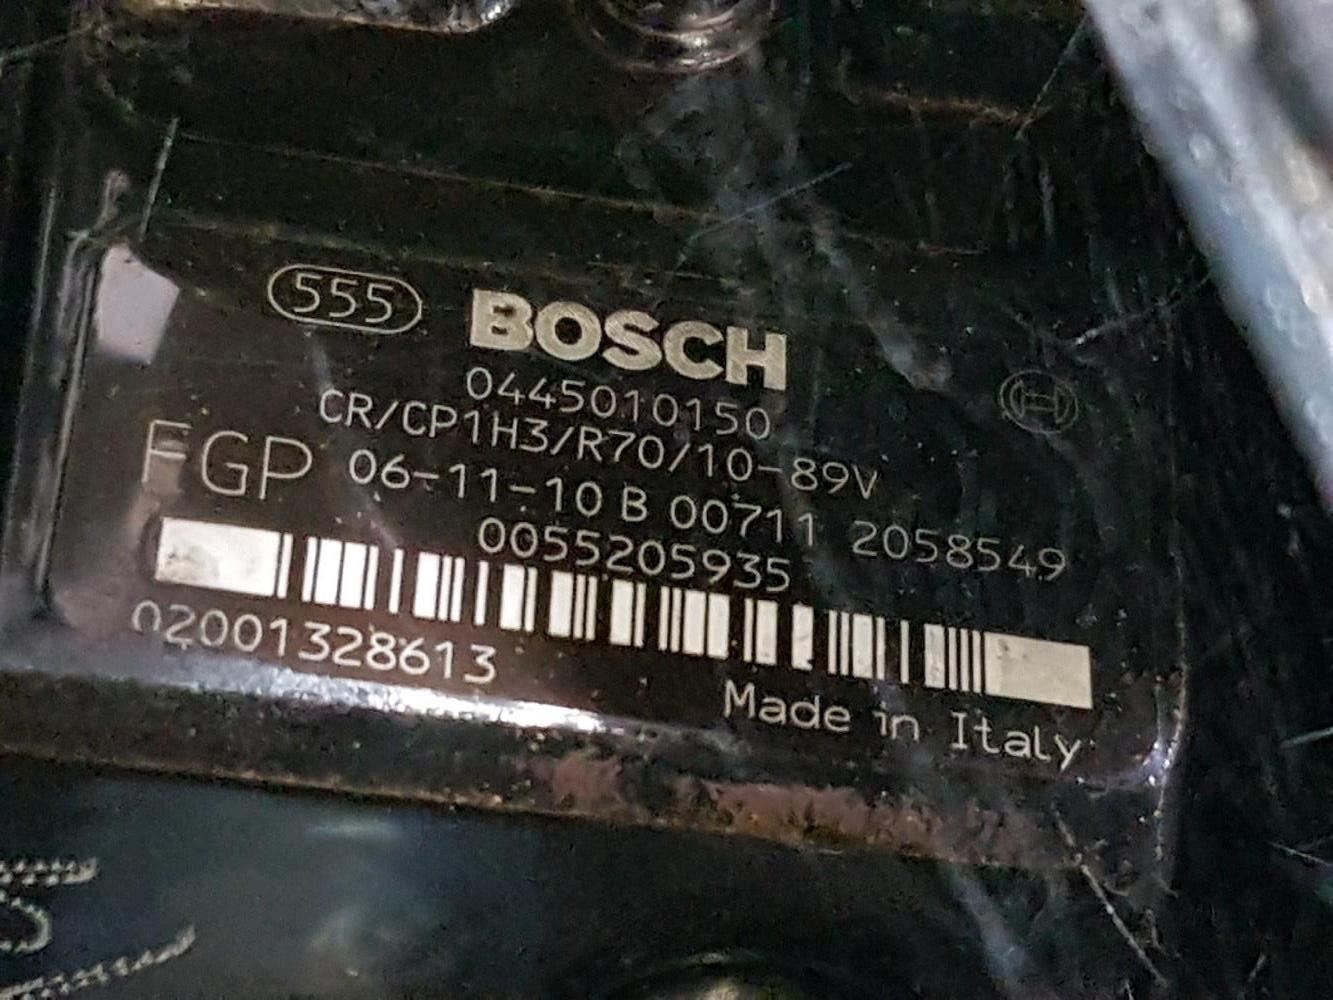 555 BOSCH
0445010150
CR/CP1H3/R70/10-89V
FGP 06-11-10 B 00711 2058549
0055205935
02001328613
Made in Italy